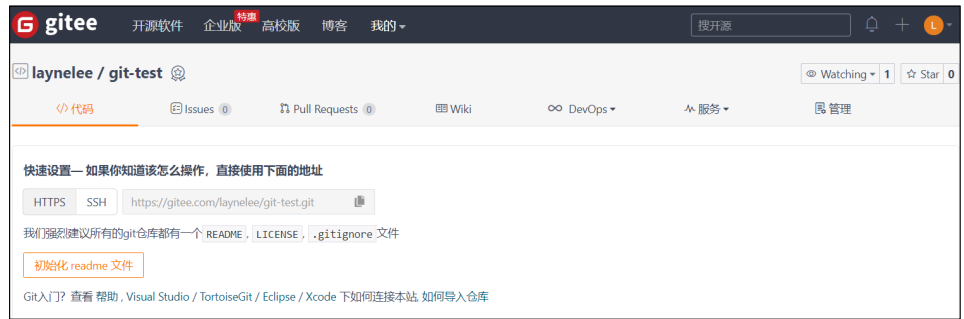 gitee 开源软件 企业版 特惠 高校版 博客 我的 搜开源 L
laynelee / git-test Watching 1 Star 0
代码 Issues 0 Pull Requests 0 Wiki DevOps 服务 管理
快速设置— 如果你知道该怎么操作，直接使用下面的地址
HTTPS SSH https://gitee.com/laynelee/git-test.git
我们强烈建议所有的git仓库都有一个 README, LICENSE, .gitignore 文件
初始化 readme 文件
Git入门？查看 帮助 , Visual Studio / TortoiseGit / Eclipse / Xcode 下如何连接本站, 如何导入仓库